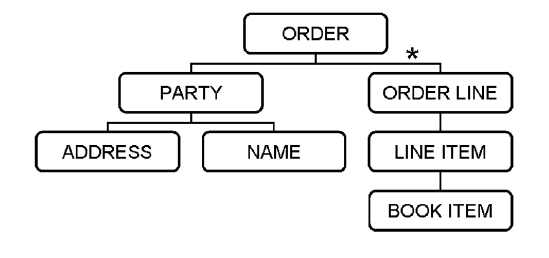 ORDER
*
PARTY
ORDER LINE
ADDRESS
NAME
LINE ITEM
BOOK ITEM